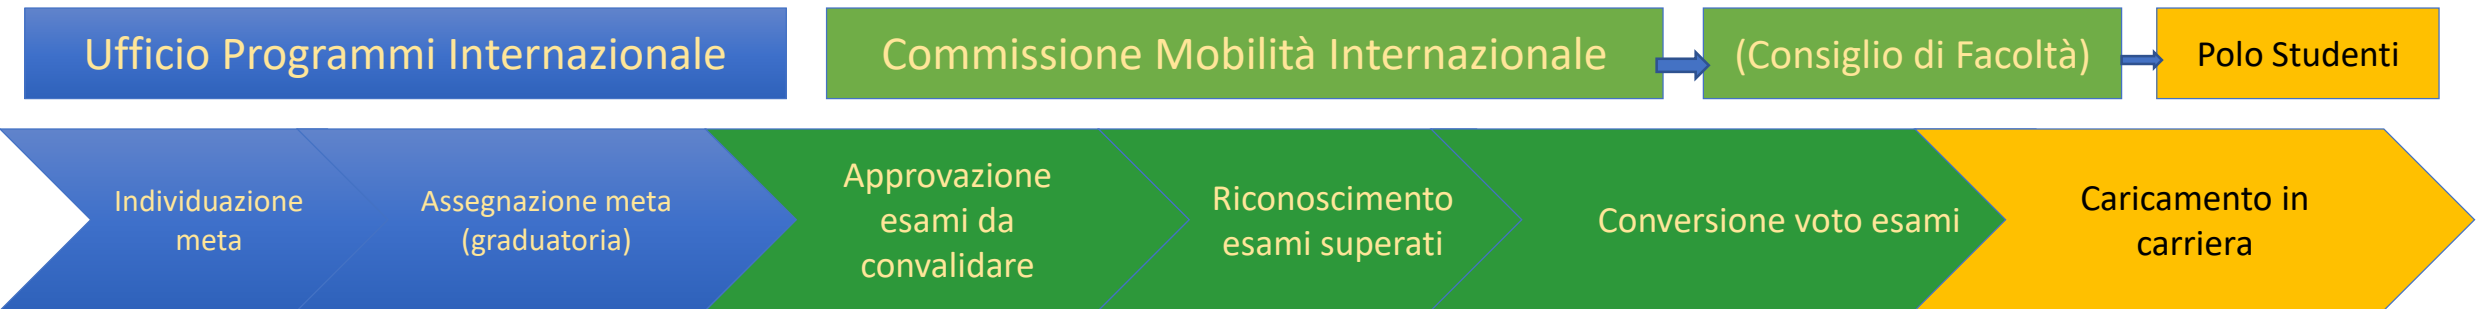 Ufficio Programmi Internazionale
Commissione Mobilità Internazionale
(Consiglio di Facoltà)
Polo Studenti
Individuazione
meta
Assegnazione meta
(graduatoria)
Approvazione
esami da
convalidare
Riconoscimento
esami superati
Conversione voto esami
Caricamento in
carriera